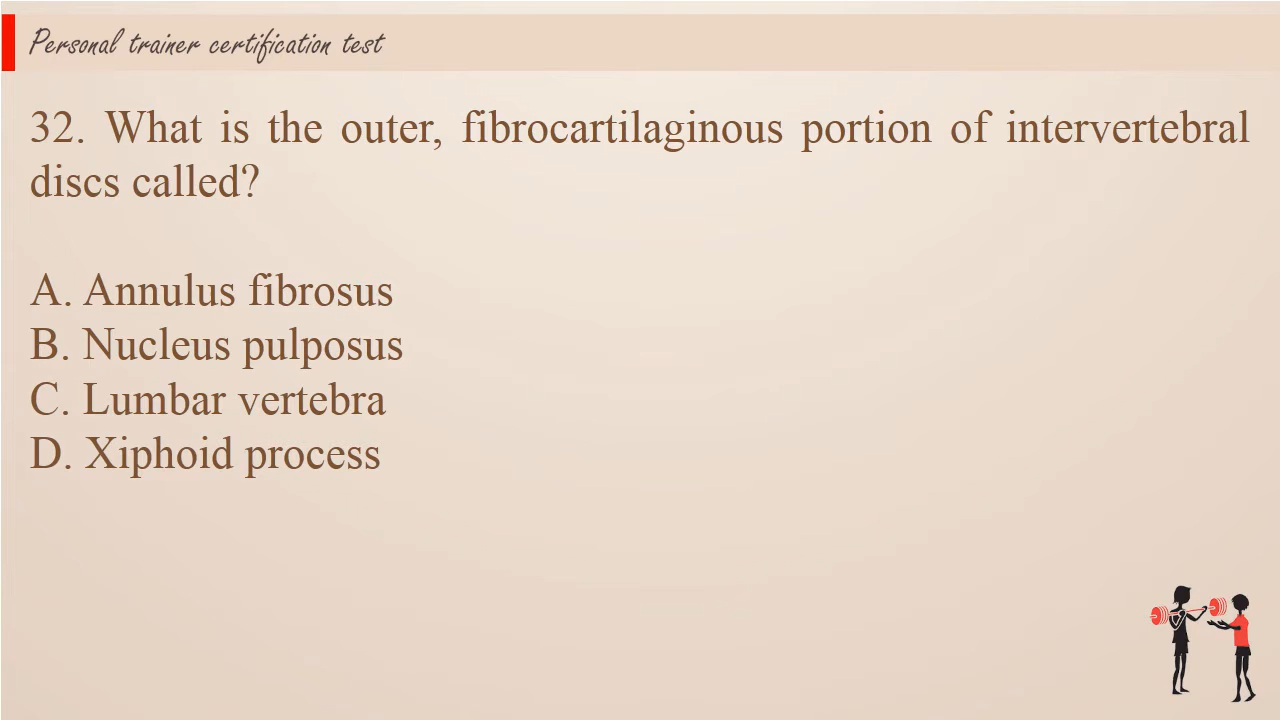 Personal trainer certification test
32. What is the outer, fibrocartilaginous portion of intervertebral
discs called?
A. Annulus fibrosus
B. Nucleus pulposus
C. Lumbar vertebra
D. Xiphoid process